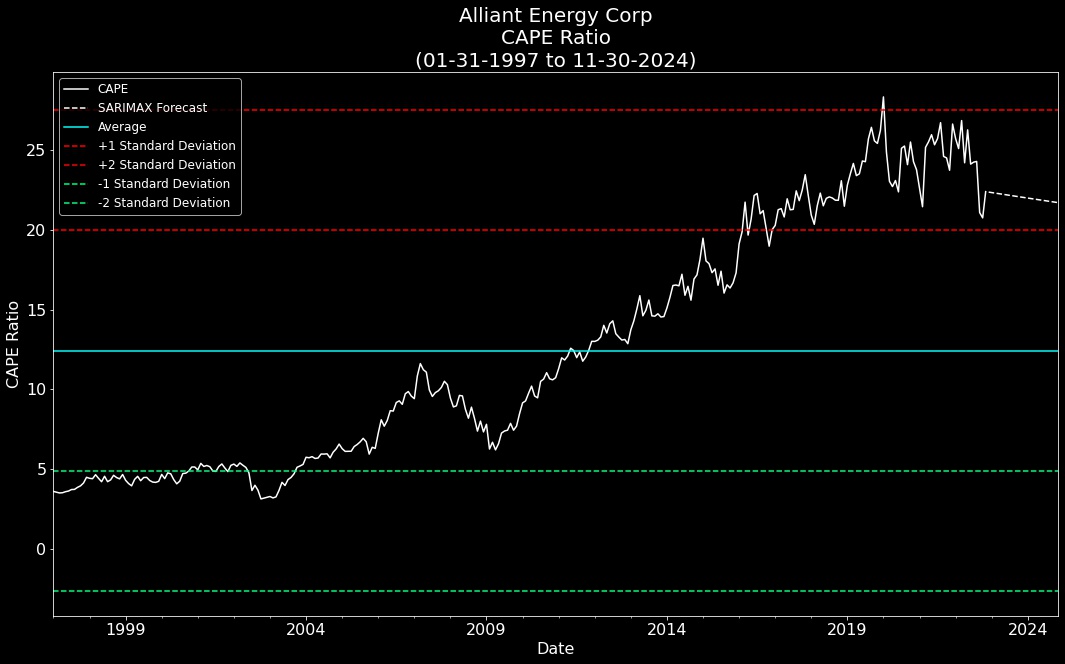 Alliant Energy Corp
CAPE Ratio
(01-31-1997 to 11-30-2024)
CAPE
SARIMAX Forecast
Average
+1 Standard Deviation
+2 Standard Deviation
-1 Standard Deviation
-2 Standard Deviation
25
20
15
10
5
0
CAPE Ratio
1999 2004 2009 2014 2019 2024
Date